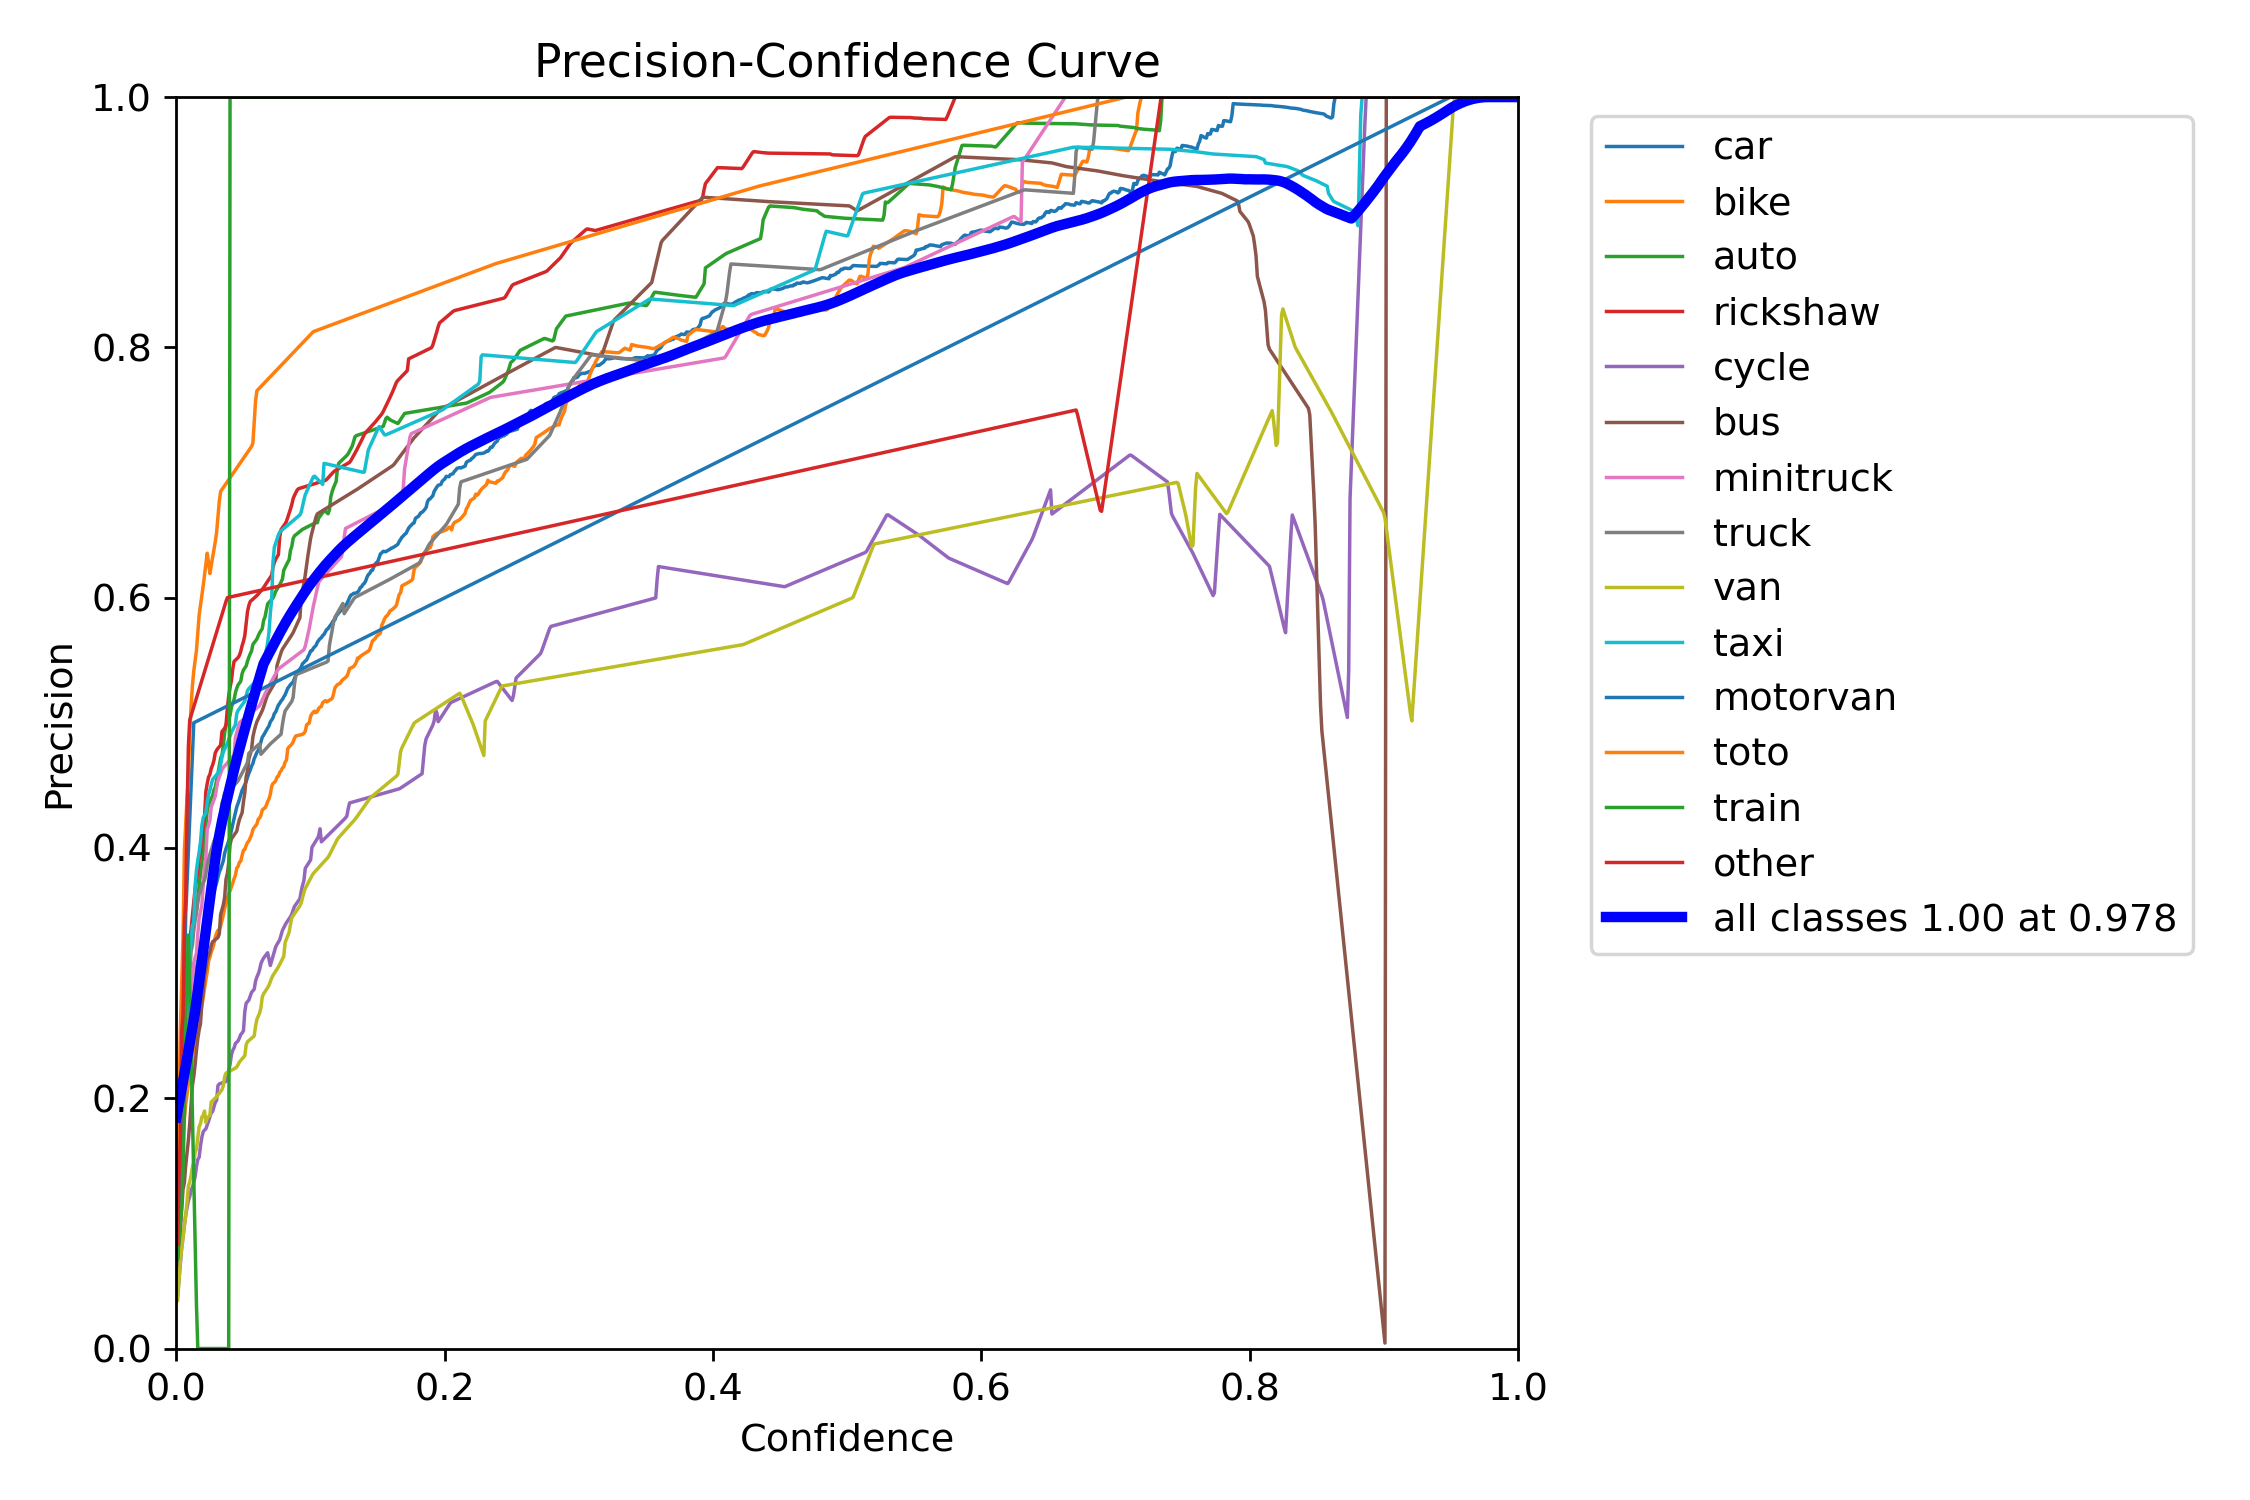 Precision-Confidence Curve
1.0
0.8
0.6
0.4
0.2
0.0
Precision
0.0 0.2 0.4 0.6 0.8 1.0
Confidence
car
bike
auto
rickshaw
cycle
bus
minitruck
truck
van
taxi
motorvan
toto
train
other
all classes 1.00 at 0.978